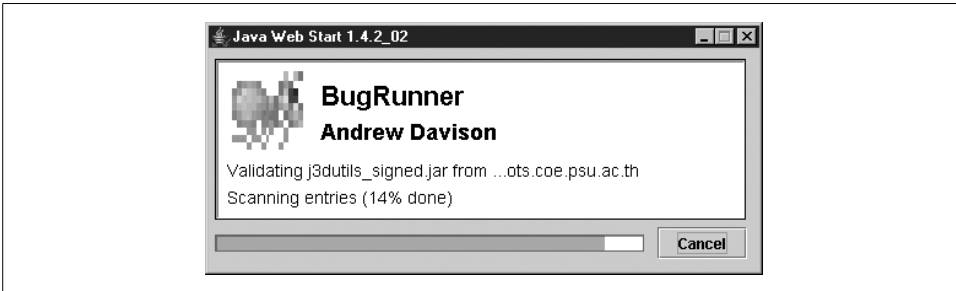 Java Web Start 1.4.2_02
BugRunner
Andrew Davison
Validating j3dutils_signed.jar from ...ots.coe.psu.ac.th
Scanning entries (14% done)
Cancel